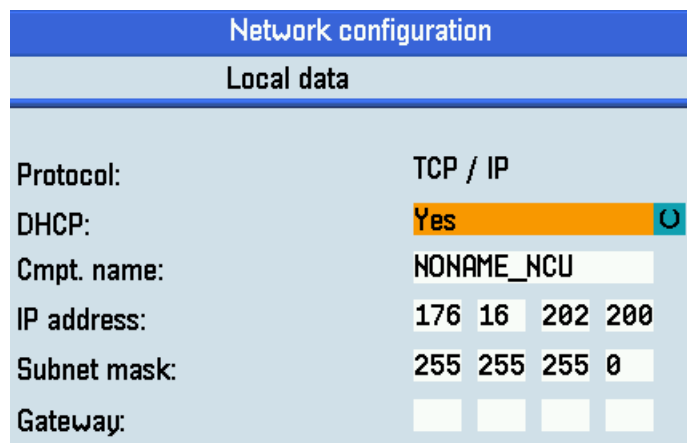 Network configuration
Local data
Protocol: TCP / IP
DHCP: Yes
Cmpt. name: NONAME_NCU
IP address: 176 16 202 200
Subnet mask: 255 255 255 0
Gateway: